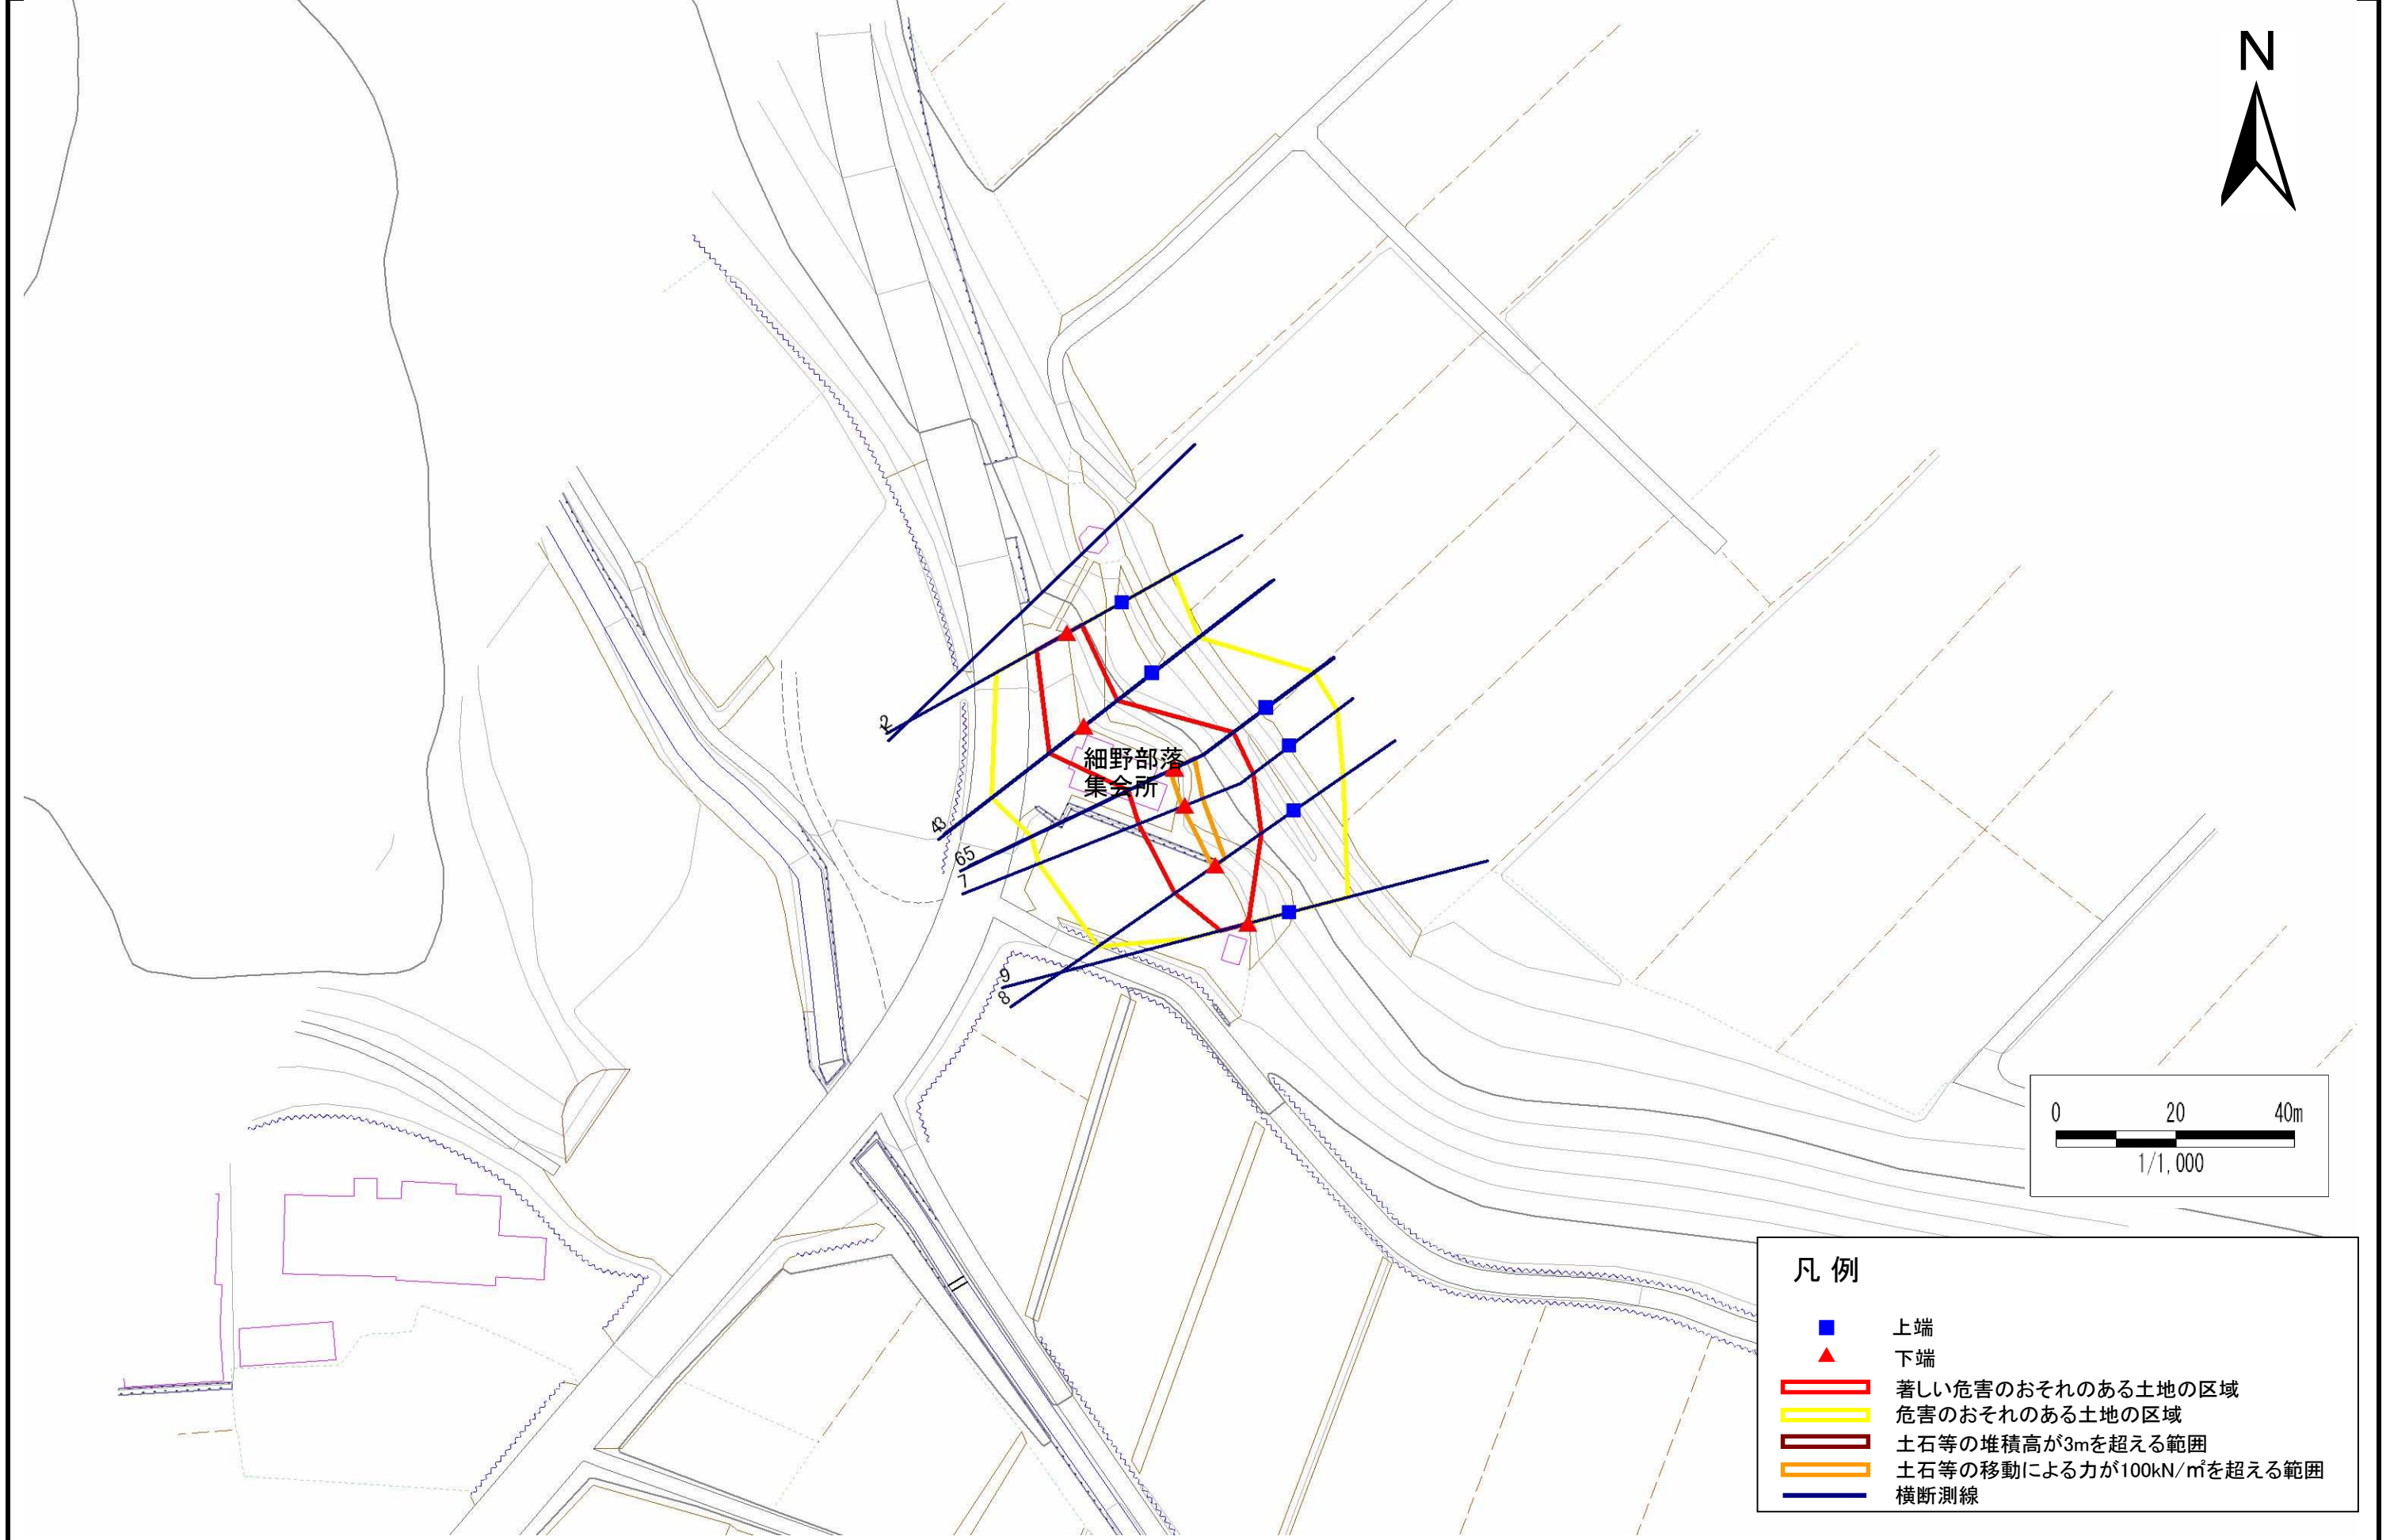 N
2
細野部落
集会所
43
65
7
9
8
0 20 40m
1/1,000
凡 例
上端
下端
著しい危害のおそれのある土地の区域
危害のおそれのある土地の区域
土石等の堆積高が3mを超える範囲
土石等の移動による力が100kN/㎡を超える範囲
横断測線